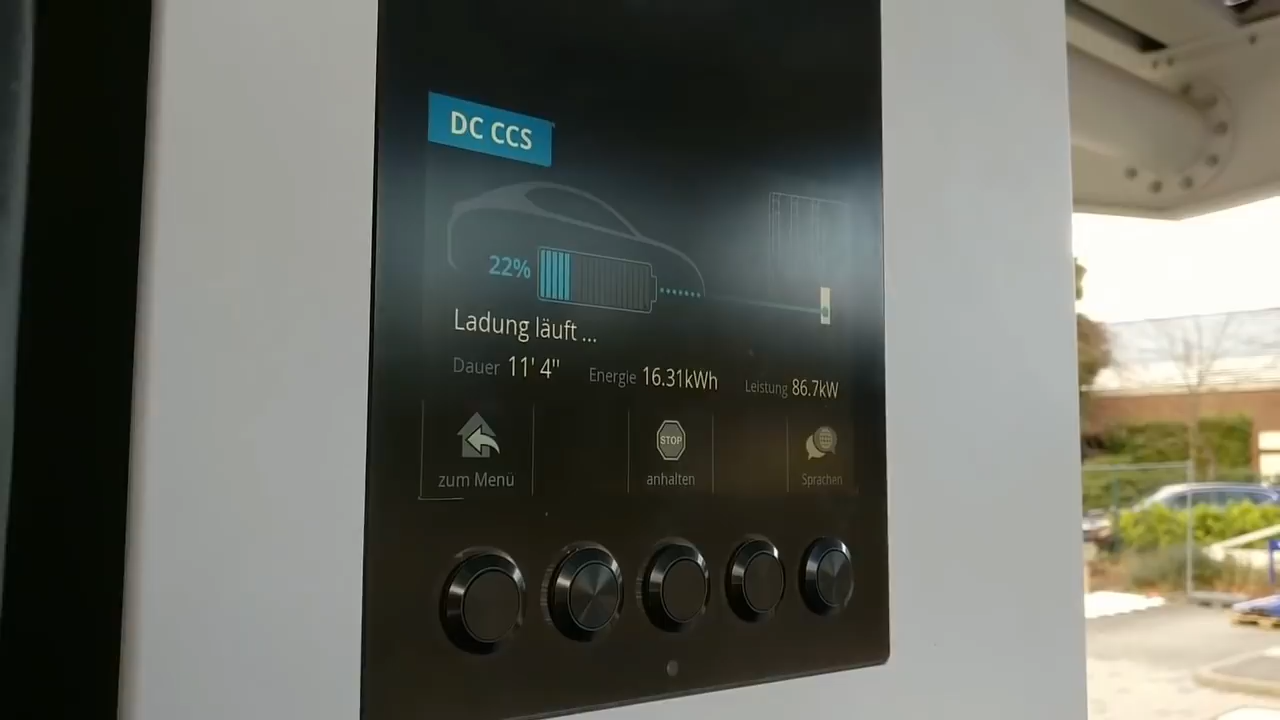 DC CCS
22%
Ladung läuft ...
Dauer 11' 4" Energie 16.31kWh Leistung 86.7kW
STOP
zum Menü anhalten Sprachen